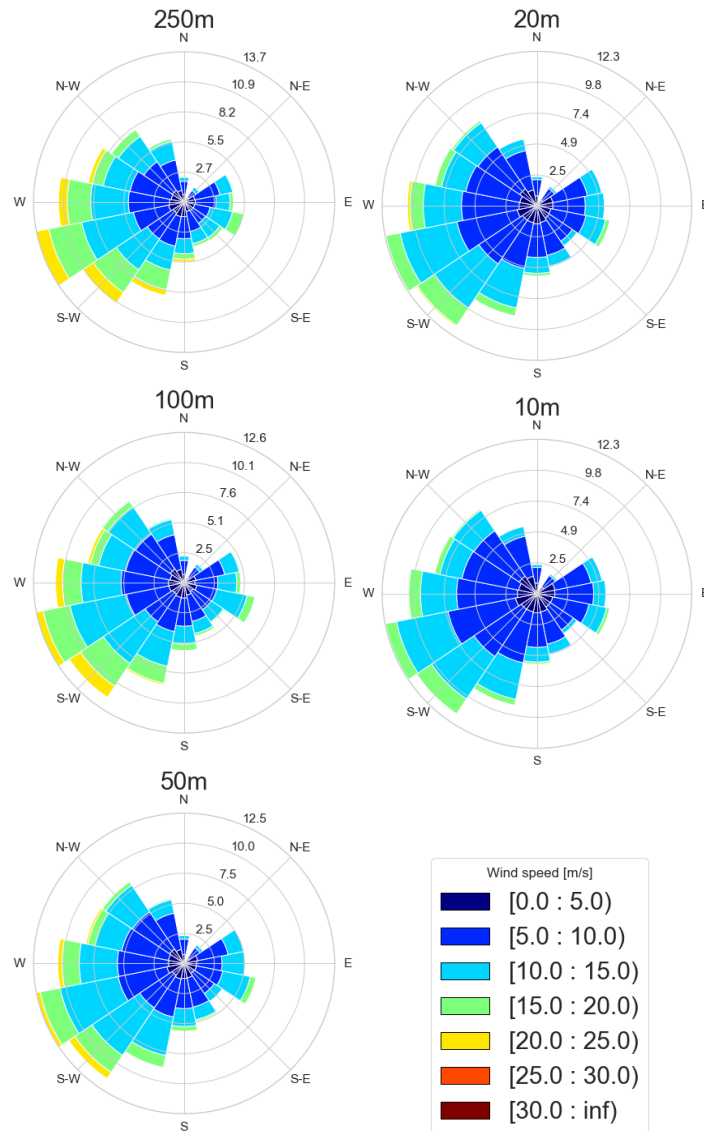 250m
N
N-W
N-E
13.7
10.9
8.2
5.5
2.7
W
E
S-W
S-E
S
20m
N
N-W
N-E
12.3
9.8
7.4
4.9
2.5
W
E
S-W
S-E
S
100m
N
N-W
N-E
12.6
10.1
7.6
5.1
2.5
W
E
S-W
S-E
S
10m
N
N-W
N-E
12.3
9.8
7.4
4.9
2.5
W
E
S-W
S-E
S
50m
N
N-W
N-E
12.5
10.0
7.5
5.0
2.5
W
E
S-W
S-E
S
Wind speed [m/s]
[0.0 : 5.0)
[5.0 : 10.0)
[10.0 : 15.0)
[15.0 : 20.0)
[20.0 : 25.0)
[25.0 : 30.0)
[30.0 : inf)